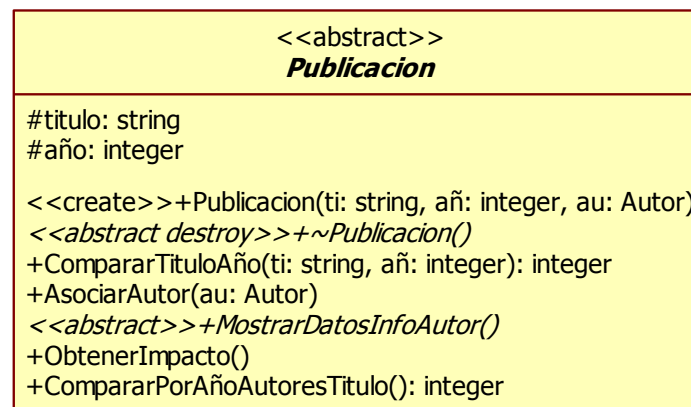 <<abstract>>
Publicacion
#titulo: string
#año: integer
<<create>>+Publicacion(ti: string, añ: integer, au: Autor)
<<abstract destroy>>+~Publicacion()
+CompararTituloAño(ti: string, añ: integer): integer
+AsociarAutor(au: Autor)
<<abstract>>+MostrarDatosInfoAutor()
+ObtenerImpacto()
+CompararPorAñoAutoresTitulo(): integer